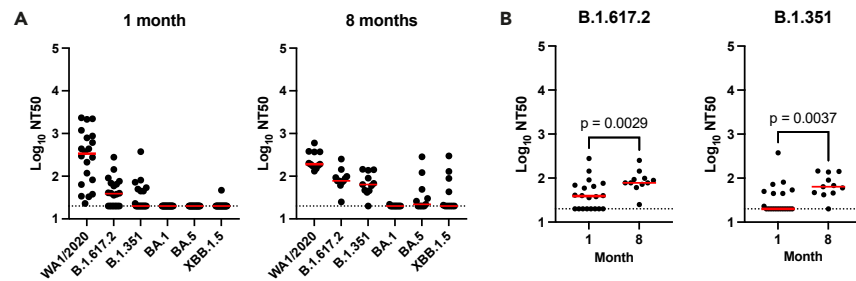 A
1 month
8 months
Log10 NT50
5
4
3
2
1
WA1/2020
B.1.617.2
B.1.351
BA.1
BA.5
XBB.1.5
Log10 NT50
5
4
3
2
1
WA1/2020
B.1.617.2
B.1.351
BA.1
BA.5
XBB.1.5
B
B.1.617.2
B.1.351
Log10 NT50
5
4
3
2
1
p = 0.0029
1 8
Month
Log10 NT50
5
4
3
2
1
p = 0.0037
1 8
Month